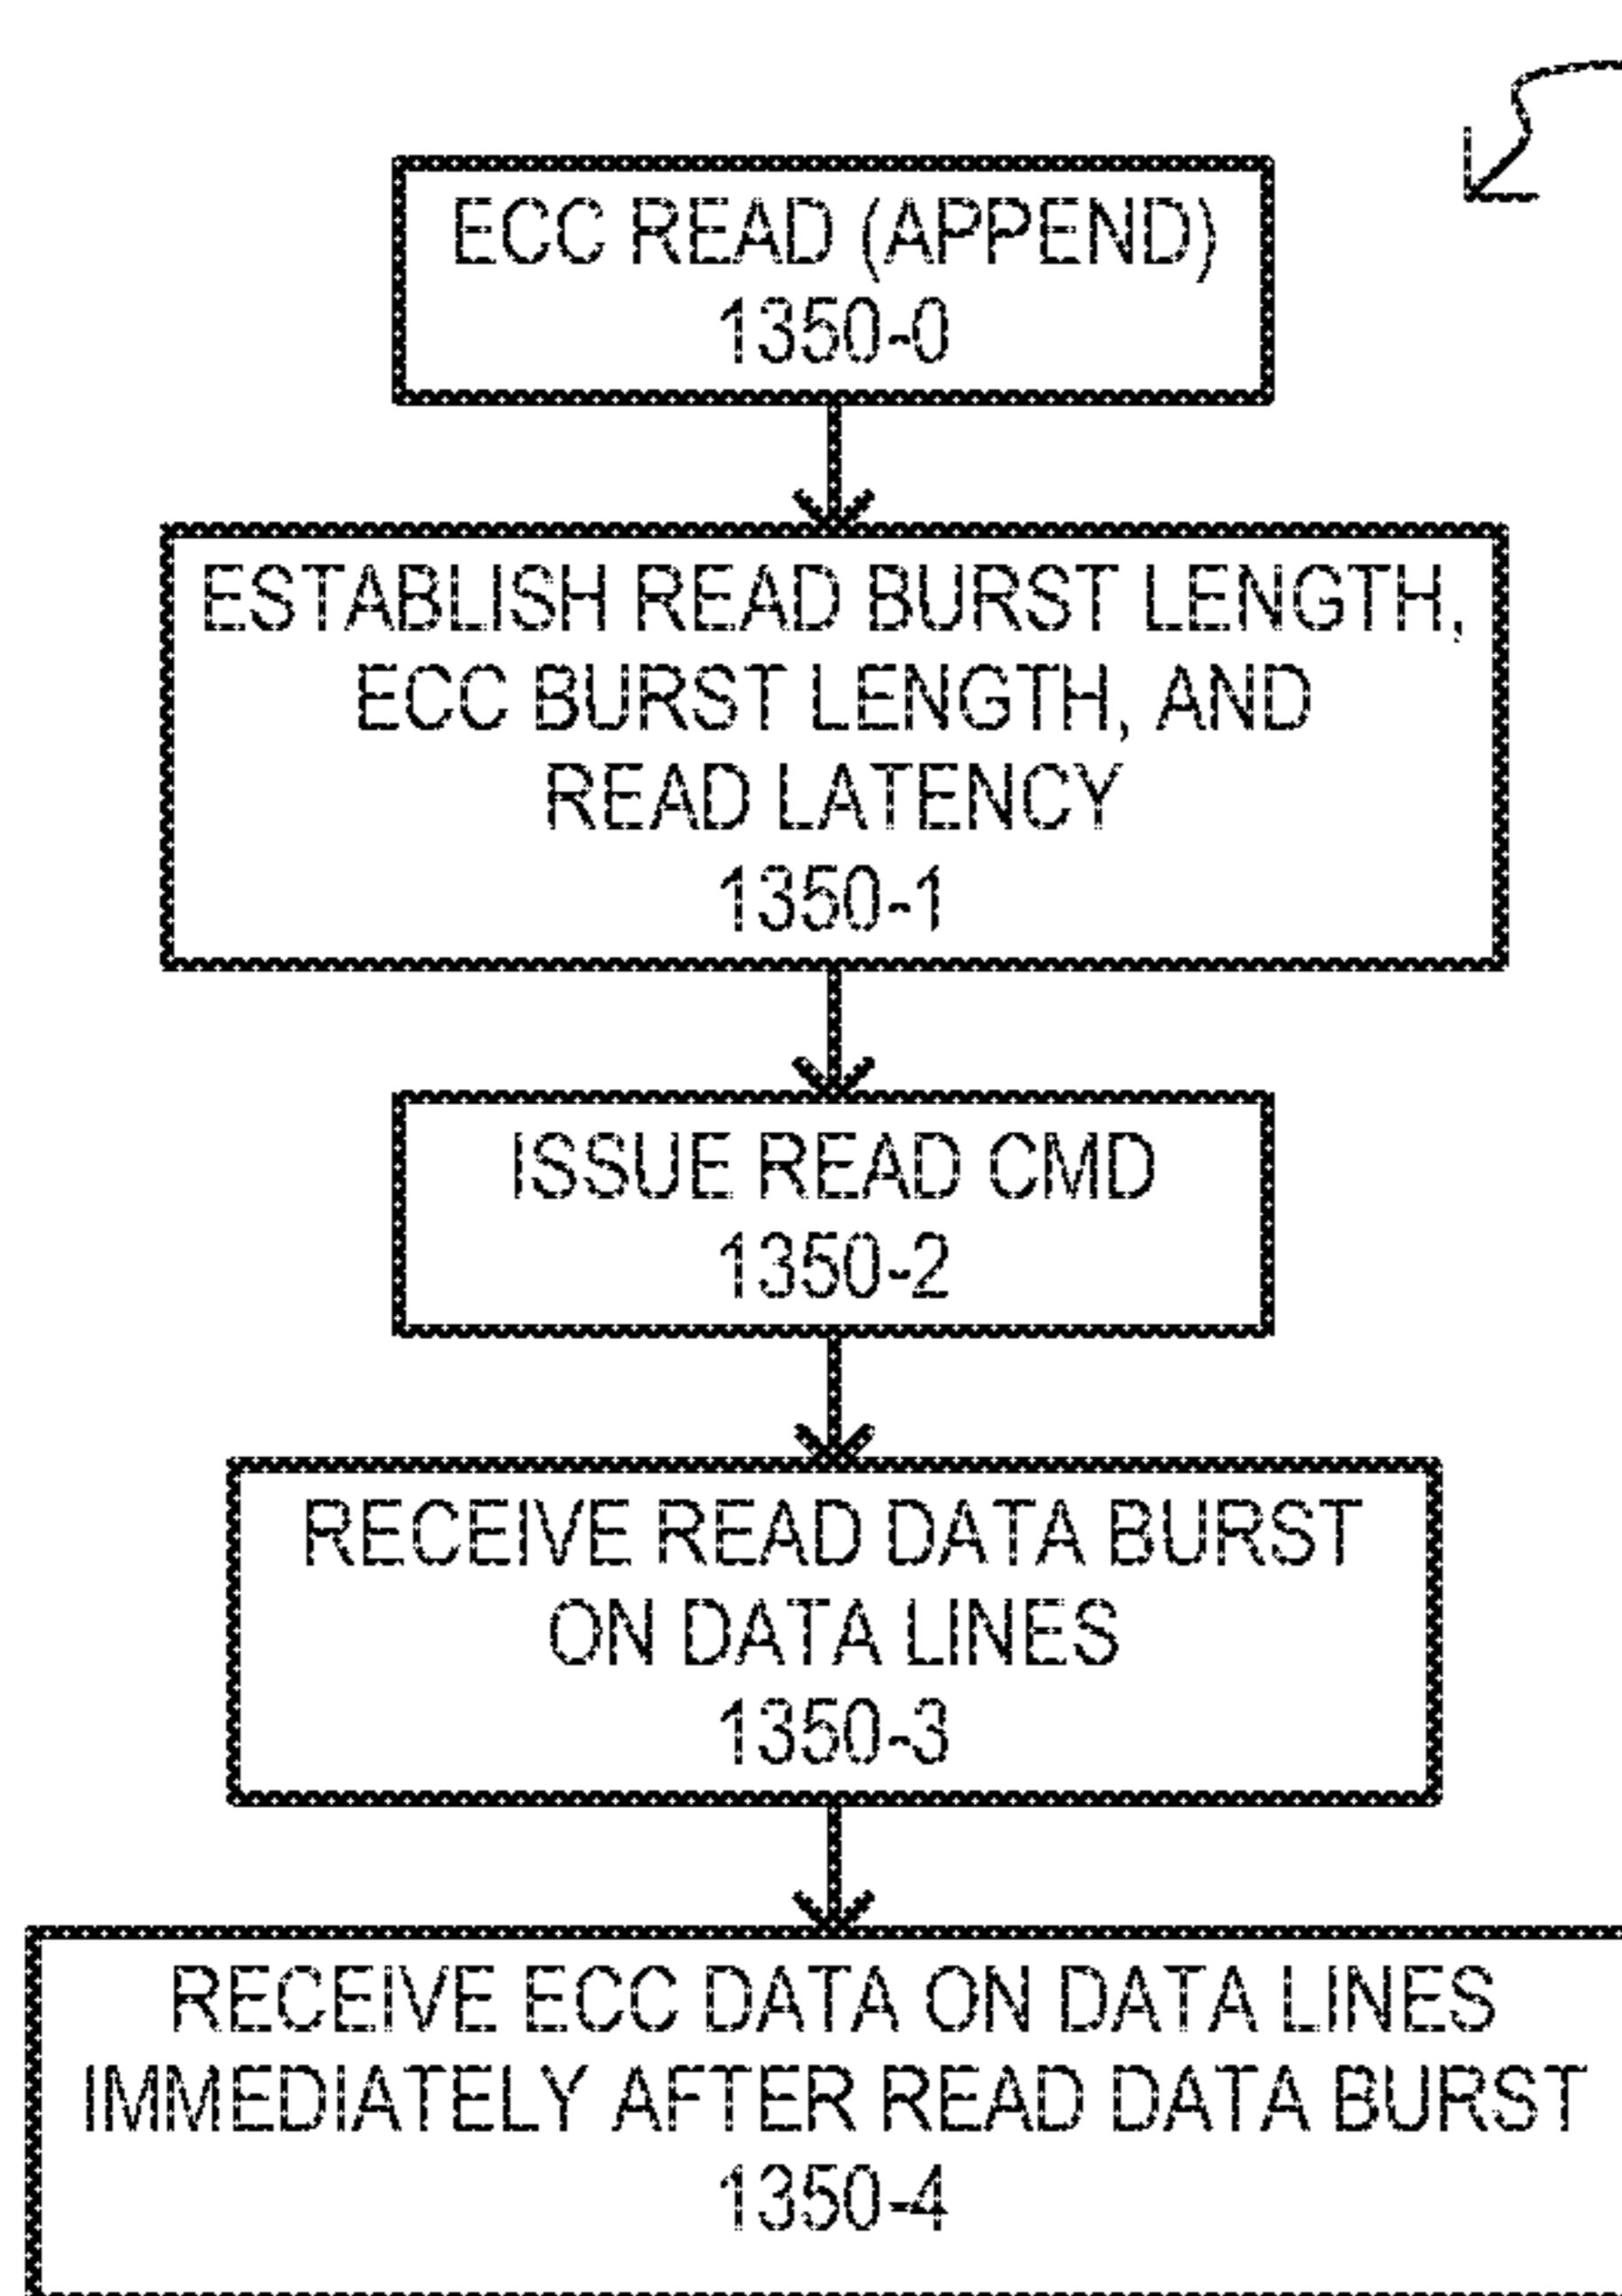 ECC READ (APPEND)
1350-0
ESTABLISH READ BURST LENGTH,
ECC BURST LENGTH, AND
READ LATENCY
1350-1
ISSUE READ CMD
1350-2
RECEIVE READ DATA BURST
ON DATA LINES
1350-3
RECEIVE ECC DATA ON DATA LINES
IMMEDIATELY AFTER READ DATA BURST
1350-4